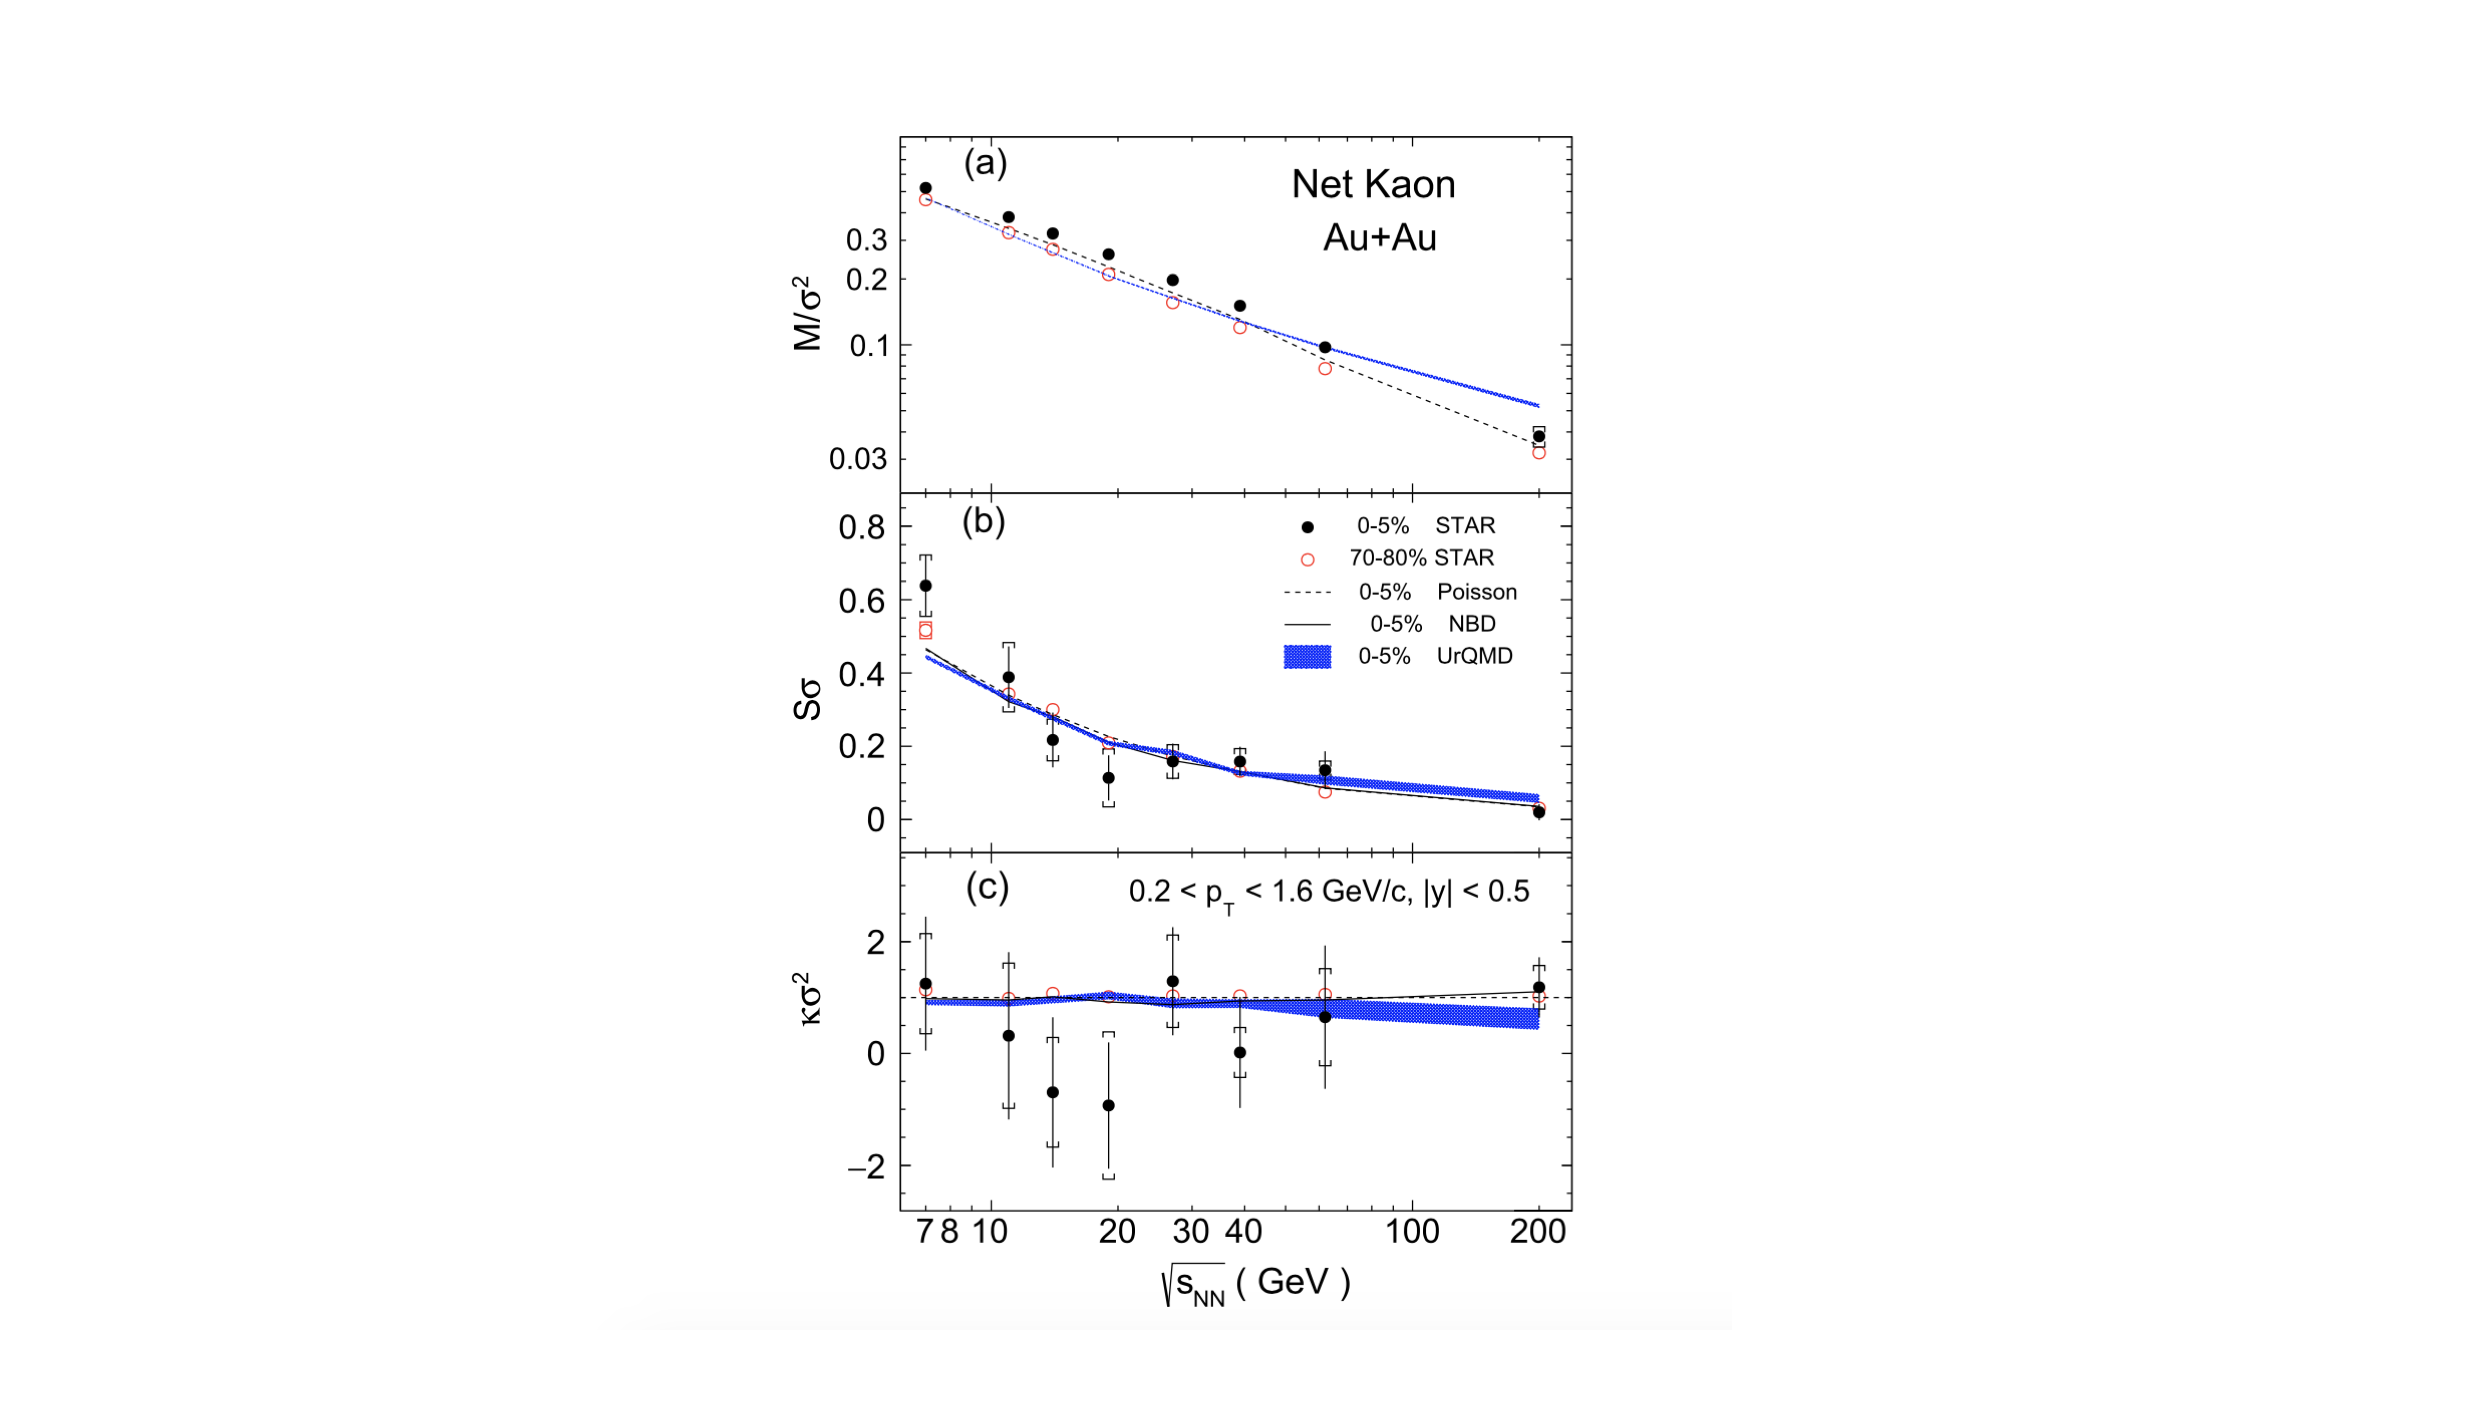 (a)
Net Kaon
Au+Au
0.3
0.2
0.1
0.03
M/σ²
(b)
0-5% STAR
70-80% STAR
0-5% Poisson
0-5% NBD
0-5% UrQMD
0.8
0.6
0.4
0.2
0
Sσ
(c)
0.2 < p_T < 1.6 GeV/c, |y| < 0.5
2
0
−2
κσ²
7 8 10 20 30 40 100 200
√s_NN ( GeV )